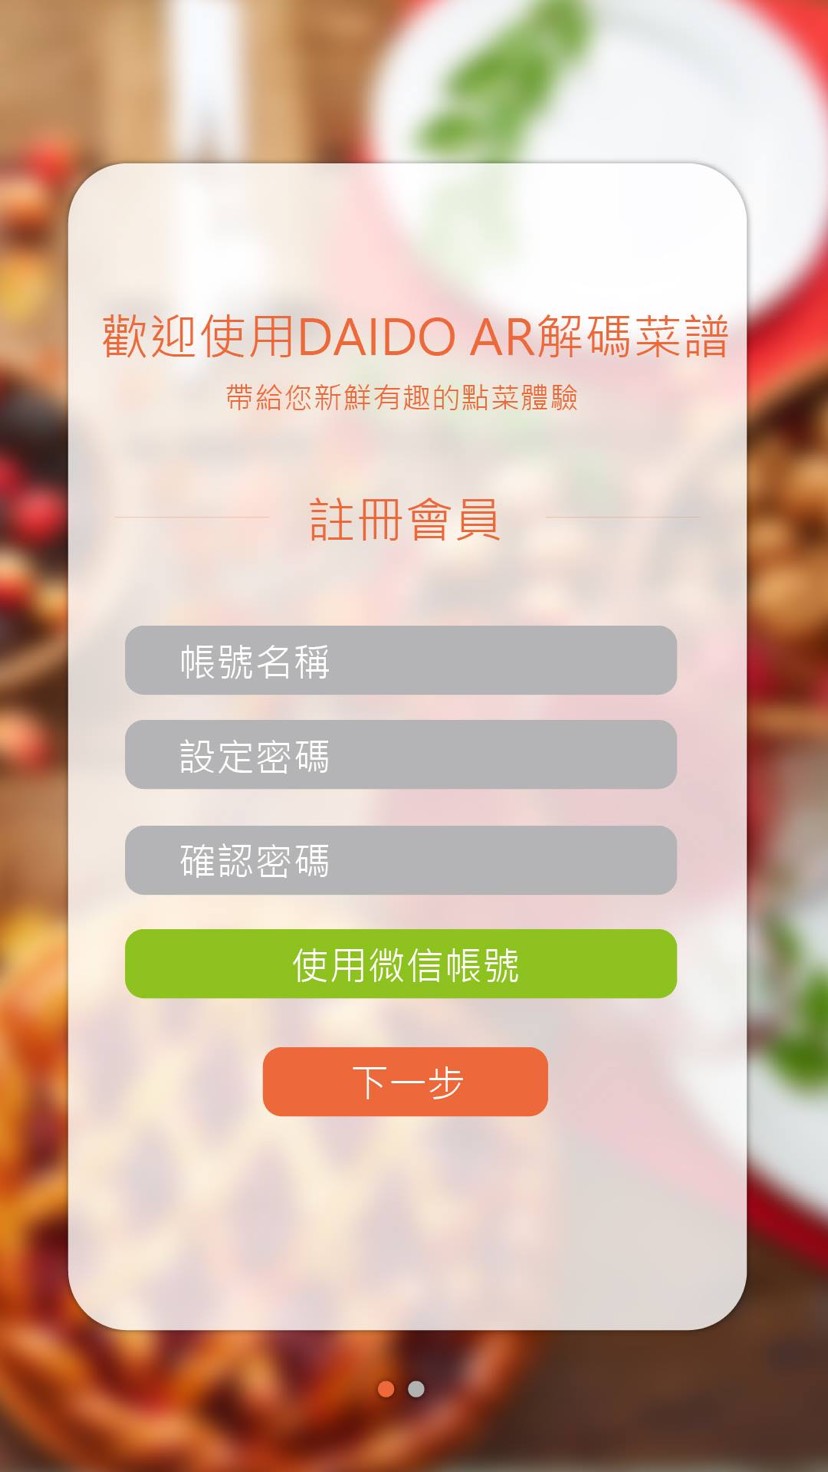 歡迎使用DAIDO AR解碼菜譜
帶給您新鮮有趣的點菜體驗
註冊會員
帳號名稱
設定密碼
確認密碼
使用微信帳號
下一步